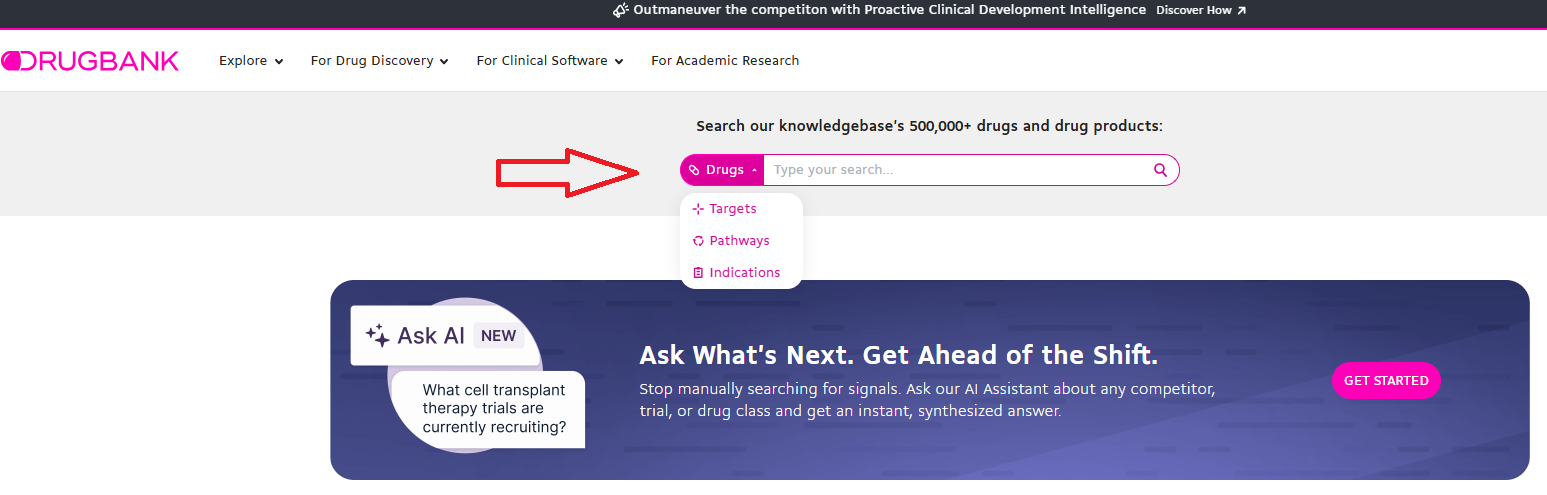 Outmaneuver the competiton with Proactive Clinical Development Intelligence Discover How
DRUGBANK
Explore For Drug Discovery For Clinical Software For Academic Research
Search our knowledgebase's 500,000+ drugs and drug products:
Drugs Type your search...
Targets
Pathways
Indications
Ask AI NEW
What cell transplant
therapy trials are
currently recruiting?
Ask What's Next. Get Ahead of the Shift.
Stop manually searching for signals. Ask our AI Assistant about any competitor,
trial, or drug class and get an instant, synthesized answer.
GET STARTED